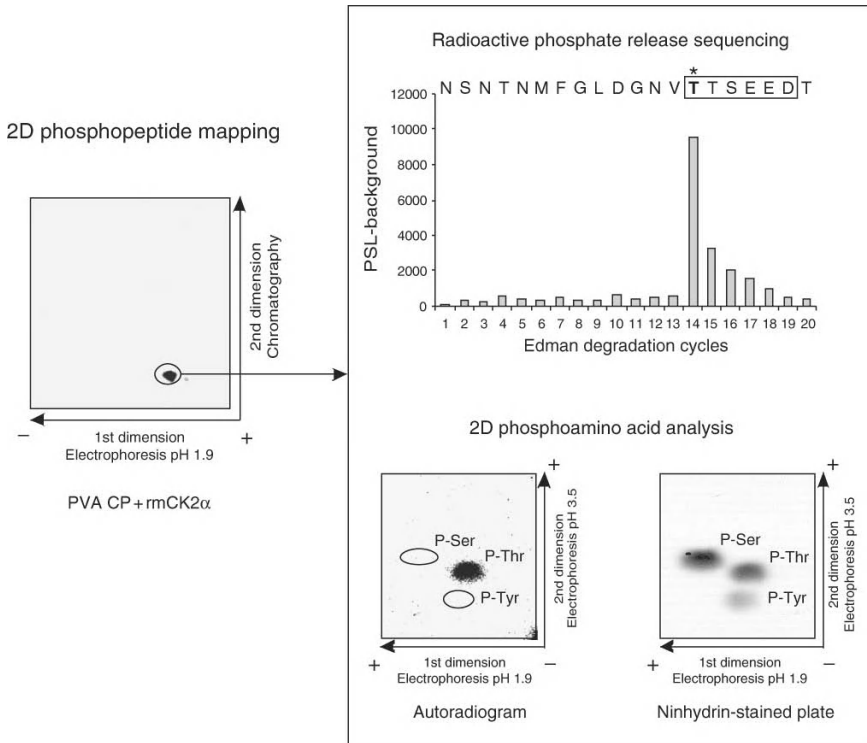 2D phosphopeptide mapping
2nd dimension
Chromatography
− +
1st dimension
Electrophoresis pH 1.9
PVA CP + rmCK2α
Radioactive phosphate release sequencing
*
N S N T N M F G L D G N V T T S E E D T
PSL-background
12000
10000
8000
6000
4000
2000
0
1 2 3 4 5 6 7 8 9 10 11 12 13 14 15 16 17 18 19 20
Edman degradation cycles
2D phosphoamino acid analysis
P-Ser
P-Thr
P-Tyr
+
2nd dimension
Electrophoresis pH 3.5
+ −
1st dimension
Electrophoresis pH 1.9
Autoradiogram
P-Ser
P-Thr
P-Tyr
+
2nd dimension
Electrophoresis pH 3.5
+ −
1st dimension
Electrophoresis pH 1.9
Ninhydrin-stained plate